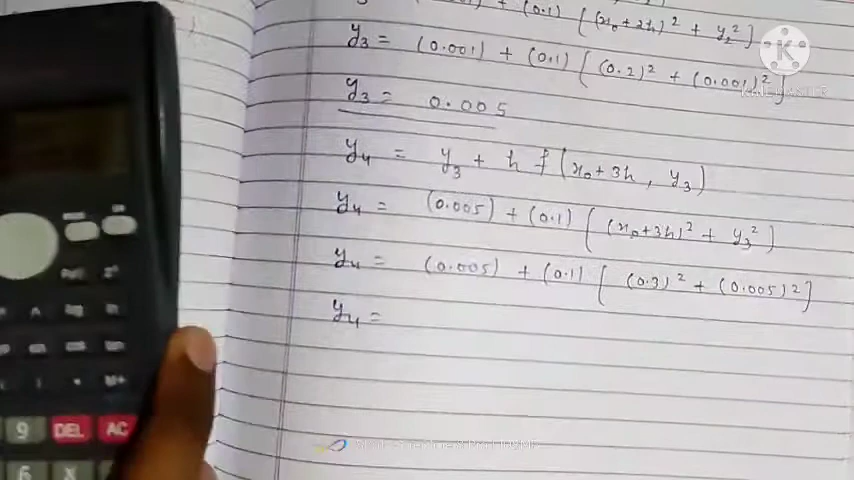 + (0.1) [(x₀+2h)² + y₂²]
y₃ = (0.001) + (0.1) [(0.2)² + (0.001)²]
y₃ = 0.005
y₄ = y₃ + h f(x₀+3h, y₃)
y₄ = (0.005) + (0.1) [(x₀+3h)² + y₃²]
y₄ = (0.005) + (0.1) [(0.3)² + (0.005)²]
y₄ =
DEL AC
9
6 x
M+